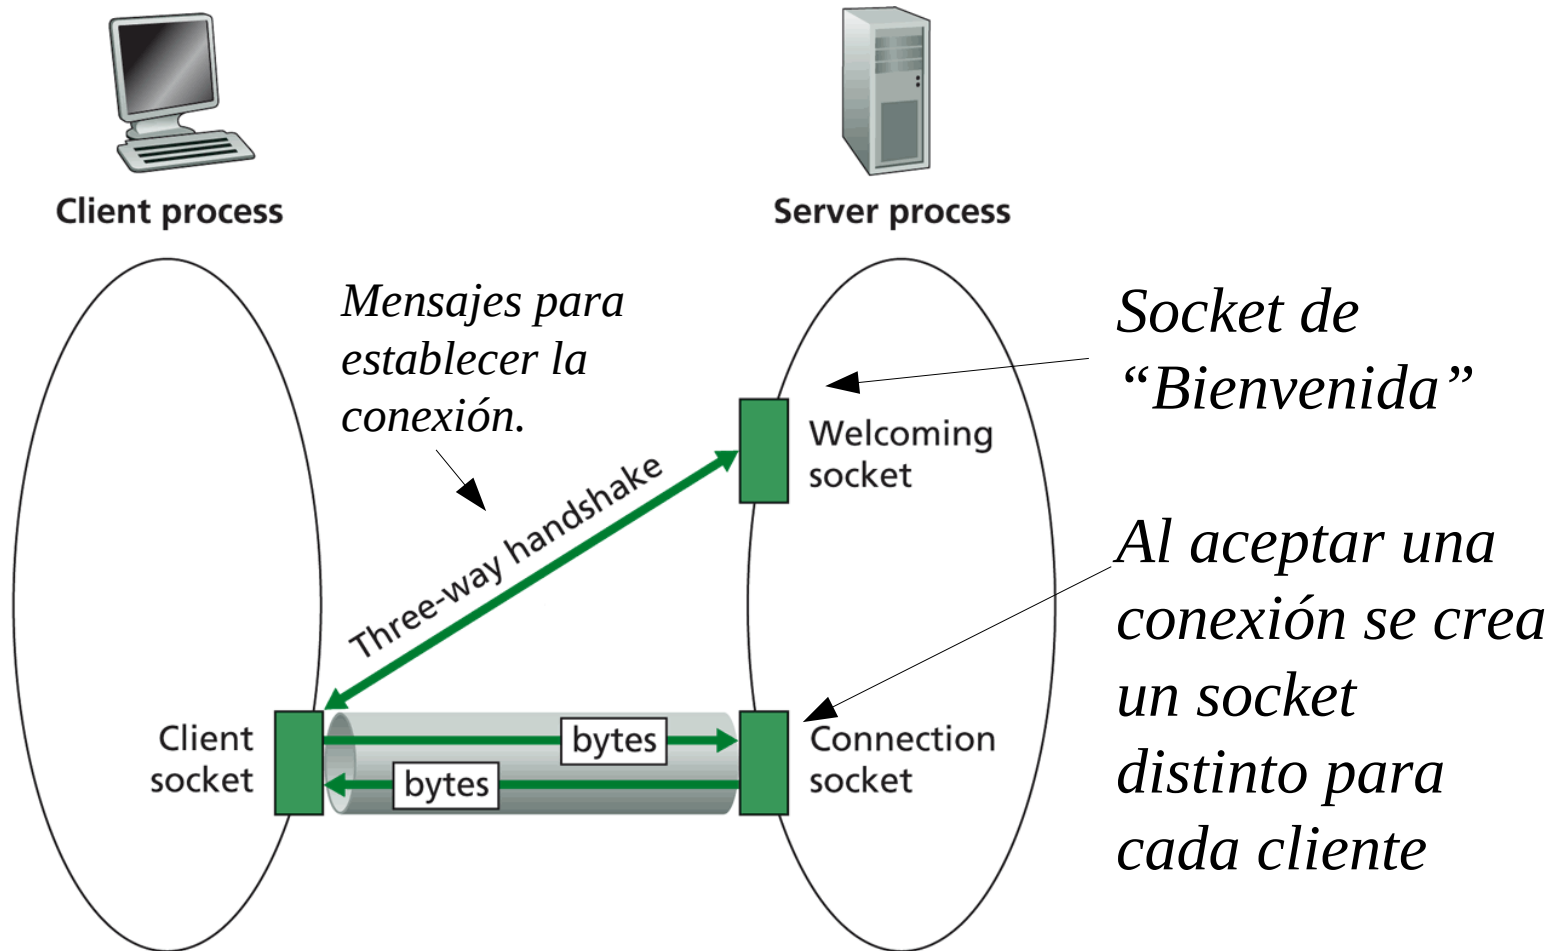 Client process
Server process
Mensajes para
establecer la
conexión.
Socket de
“Bienvenida”
Welcoming
socket
Three-way handshake
Al aceptar una
conexión se crea
un socket
distinto para
cada cliente
Client
socket
bytes
bytes
Connection
socket